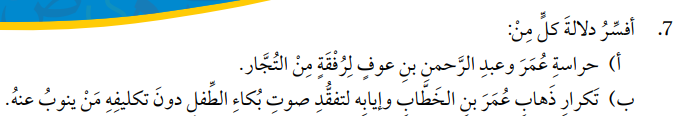 7. أفسِّرُ دلالةَ كلٍّ مِنْ:
أ) حراسةِ عُمَرَ وعبدِ الرَّحمنِ بنِ عوفٍ لِرُفْقَةٍ مِنْ التُجَّار.
ب) تَكرارِ ذَهابِ عُمَرَ بنِ الخَطَّابِ وإيابِه لتفقُّدِ صوتِ بُكاءِ الطِّفلِ دونَ تكليفِهِ مَنْ ينوبُ عنهُ.